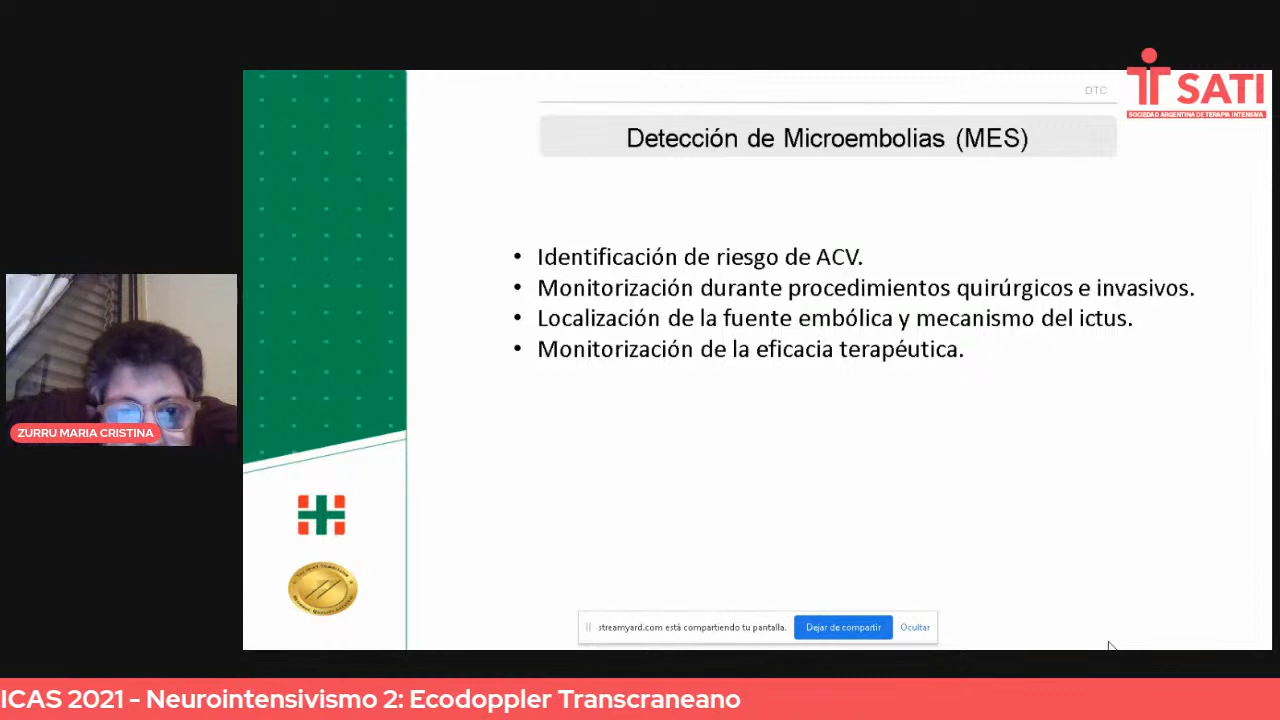 DTC
SATI
SOCIEDAD ARGENTINA DE TERAPIA INTENSIVA
Detección de Microembolias (MES)
• Identificación de riesgo de ACV.
• Monitorización durante procedimientos quirúrgicos e invasivos.
• Localización de la fuente embólica y mecanismo del ictus.
• Monitorización de la eficacia terapéutica.
ZURRU MARIA CRISTINA
streamyard.com está compartiendo tu pantalla.
Dejar de compartir
Ocultar
ICAS 2021 - Neurointensivismo 2: Ecodoppler Transcraneano